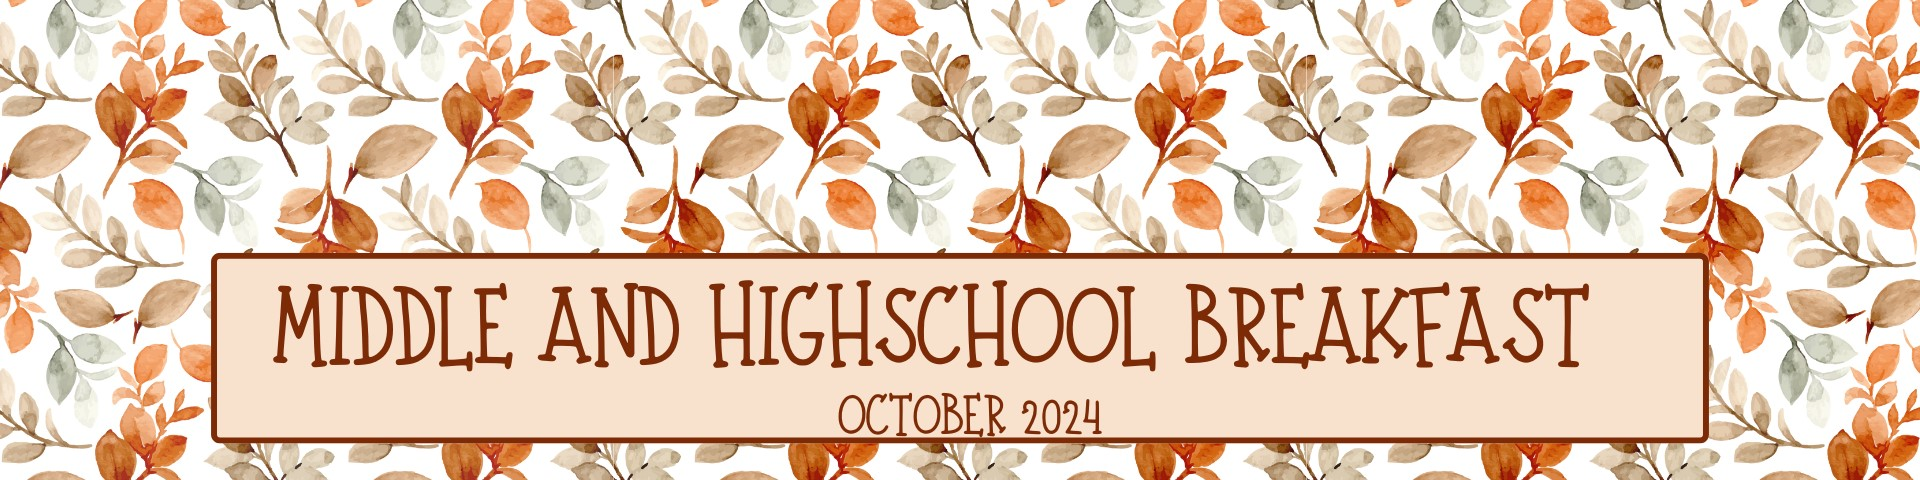 MIDDLE AND HIGHSCHOOL BREAKFAST
OCTOBER 2024